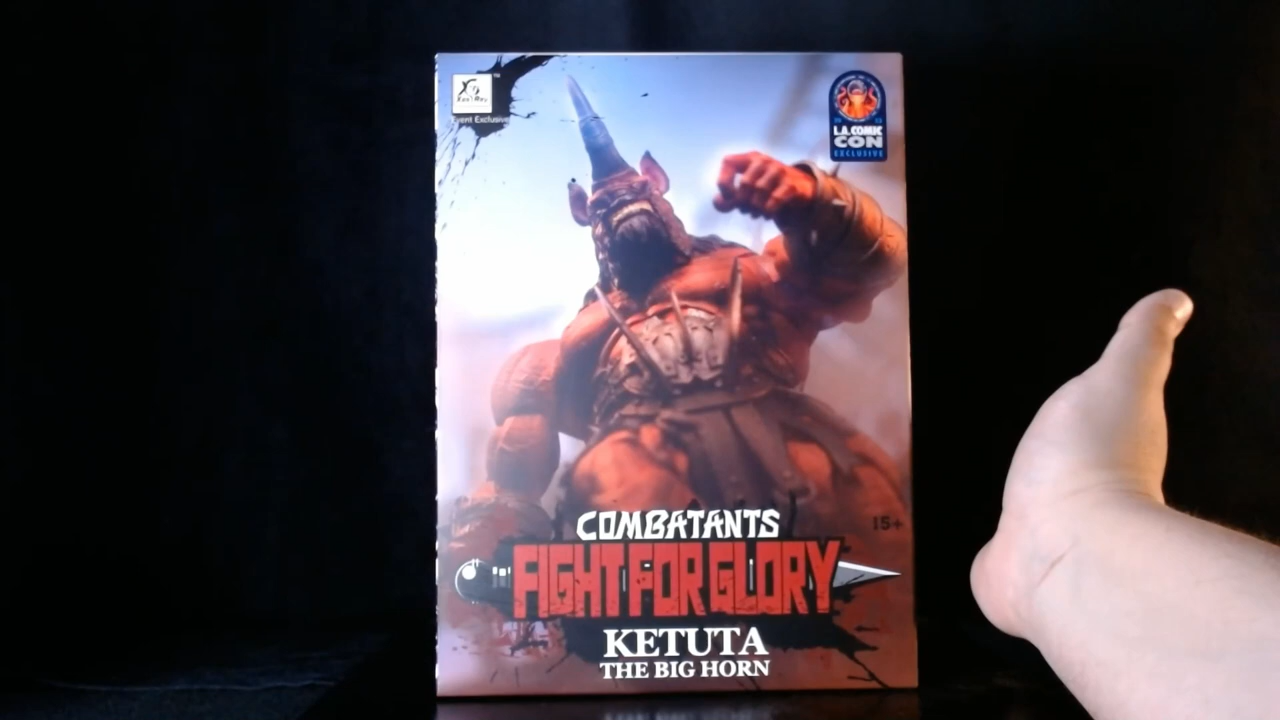 Event Exclusive
L.A. COMIC
CON
EXCLUSIVE
COMBATANTS
15+
FIGHT FOR GLORY
KETUTA
THE BIG HORN